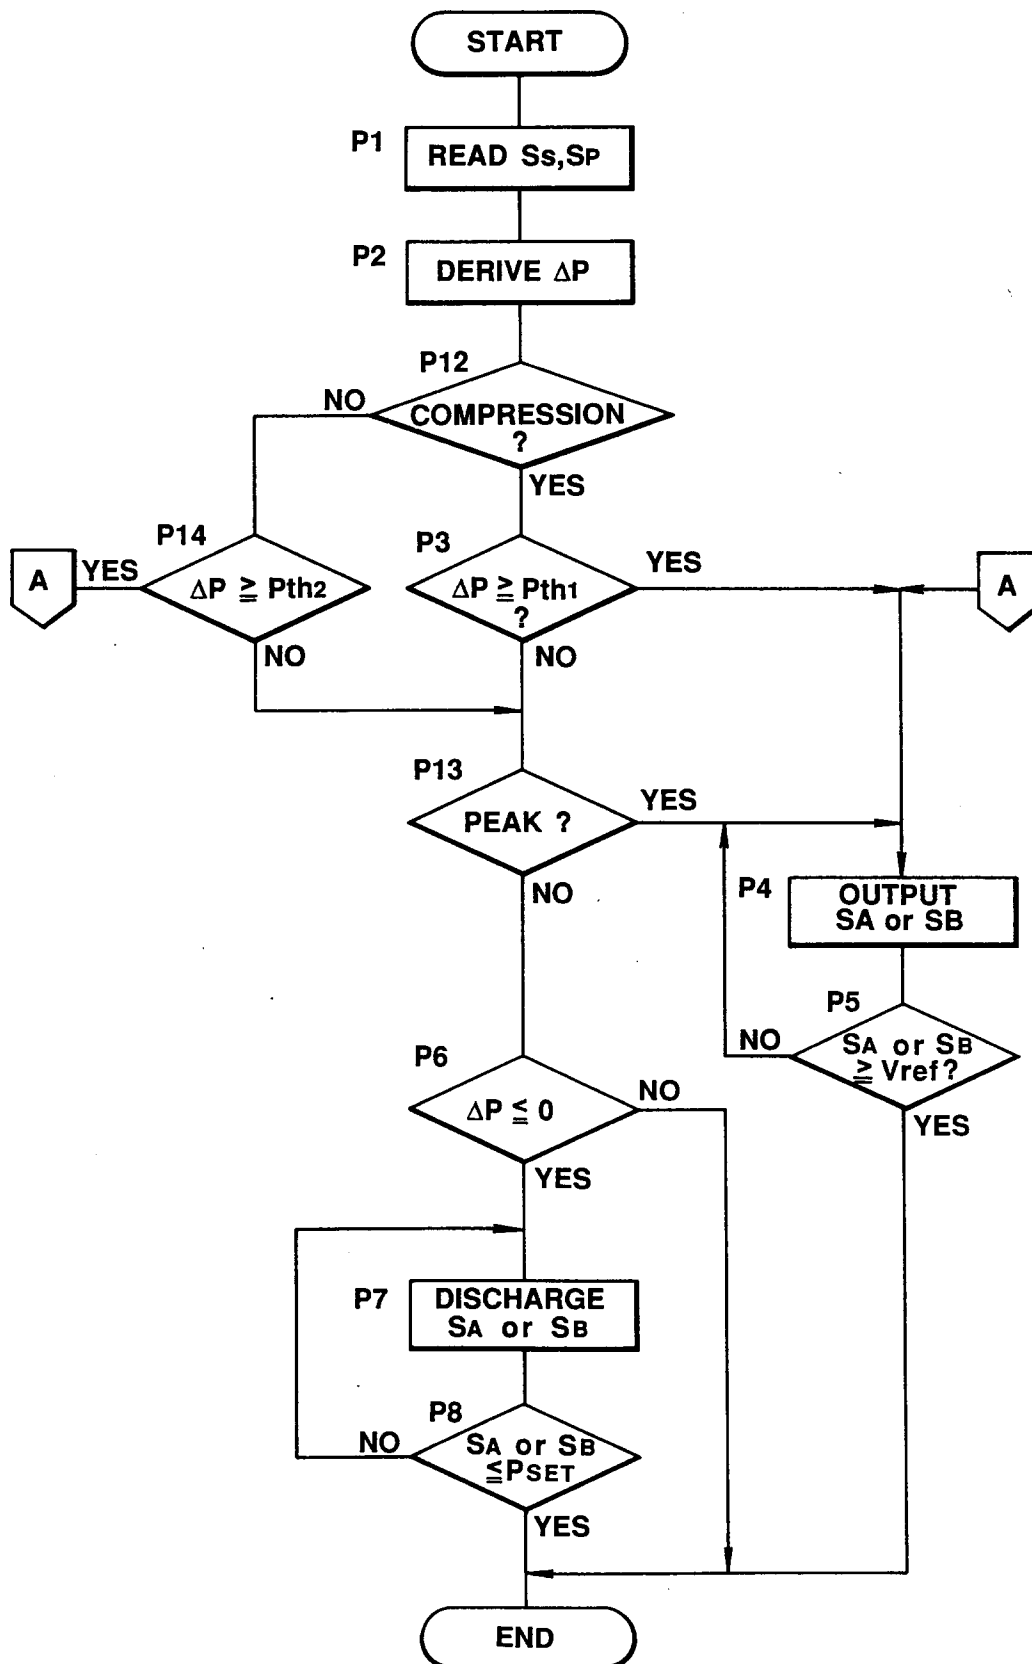 START
P1
READ Ss,SP
P2
DERIVE ΔP
P12
NO
COMPRESSION
?
YES
P14
P3
YES
A
YES
ΔP ≧ Pth2
ΔP ≧ Pth1
?
A
NO
NO
P13
YES
PEAK ?
NO
P4
OUTPUT
SA or SB
P5
NO
SA or SB
≧ Vref?
YES
P6
NO
ΔP ≦ 0
YES
P7
DISCHARGE
SA or SB
P8
NO
SA or SB
≦PSET
YES
END